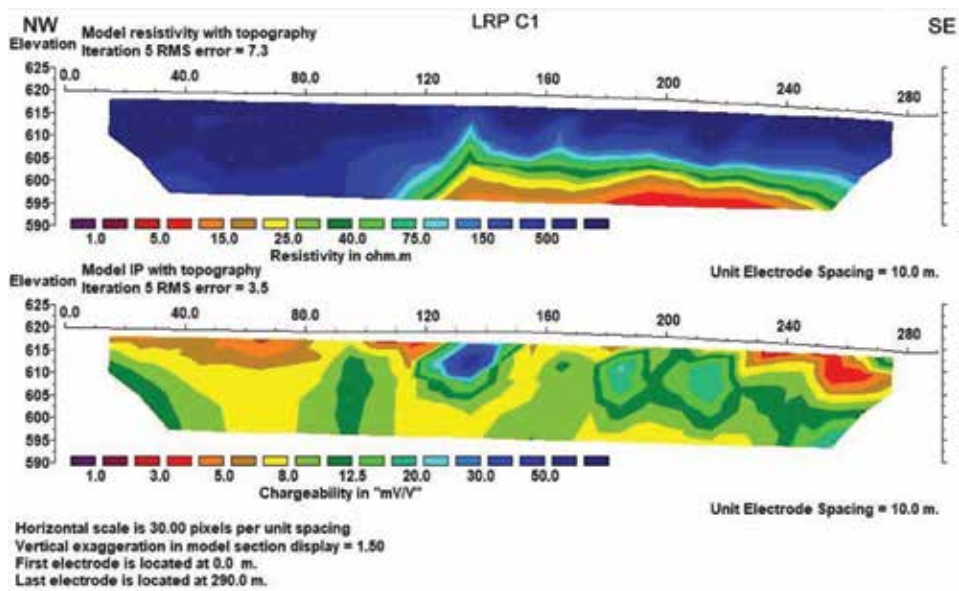 NW LRP C1 SE
Model resistivity with topography
Elevation Iteration 5 RMS error = 7.3
625
0.0 40.0 80.0 120 160 200 240 280
620
615
610
605
600
595
590
1.0 5.0 15.0 25.0 40.0 75.0 150 500
Resistivity in ohm.m
Unit Electrode Spacing = 10.0 m.
Model IP with topography
Elevation Iteration 5 RMS error = 3.5
625
0.0 40.0 80.0 120 160 200 240 280
620
615
610
605
600
595
590
1.0 3.0 5.0 8.0 12.5 20.0 30.0 50.0
Chargeability in "mV/V"
Unit Electrode Spacing = 10.0 m.
Horizontal scale is 30.00 pixels per unit spacing
Vertical exaggeration in model section display = 1.50
First electrode is located at 0.0 m.
Last electrode is located at 290.0 m.